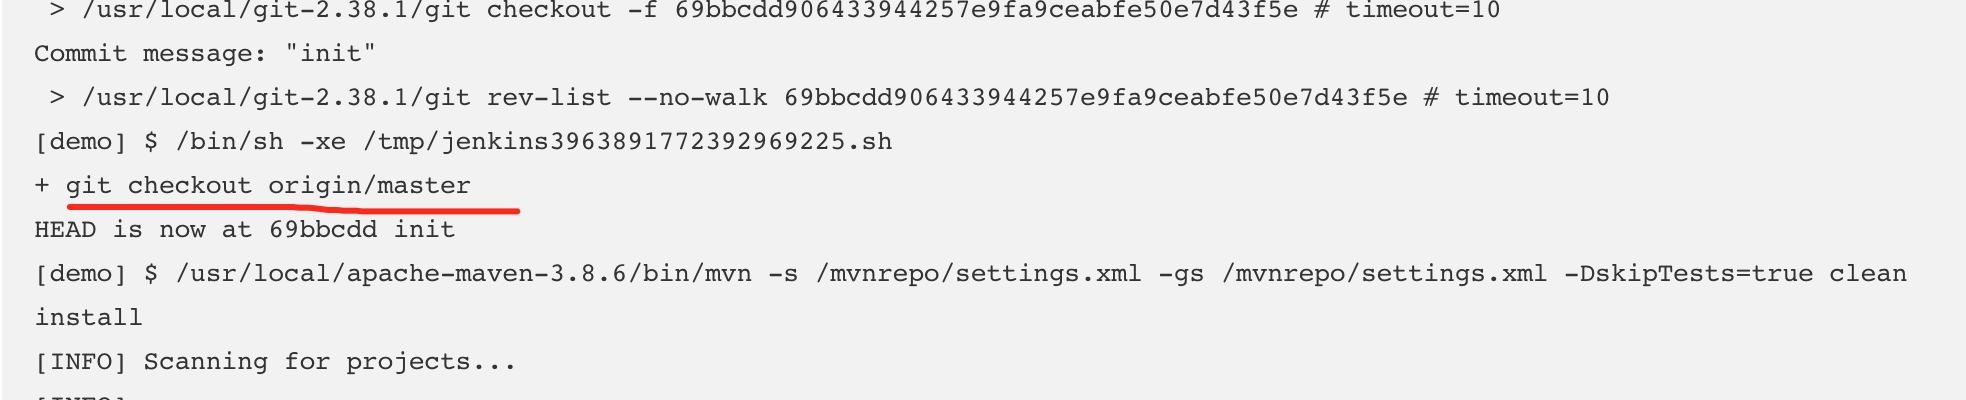 > /usr/local/git-2.38.1/git checkout -f 69bbcdd906433944257e9fa9ceabfe50e7d43f5e # timeout=10
Commit message: "init"
> /usr/local/git-2.38.1/git rev-list --no-walk 69bbcdd906433944257e9fa9ceabfe50e7d43f5e # timeout=10
[demo] $ /bin/sh -xe /tmp/jenkins3963891772392969225.sh
+ git checkout origin/master
HEAD is now at 69bbcdd init
[demo] $ /usr/local/apache-maven-3.8.6/bin/mvn -s /mvnrepo/settings.xml -gs /mvnrepo/settings.xml -DskipTests=true clean
install
[INFO] Scanning for projects...
[INFO]